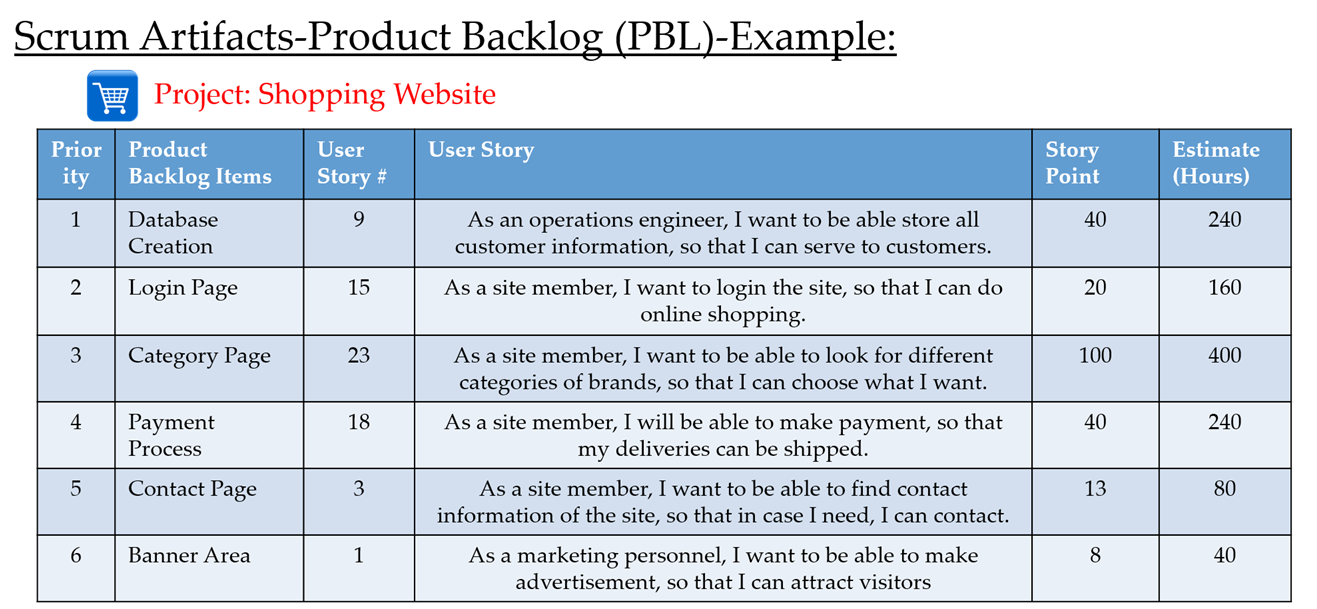 Scrum Artifacts-Product Backlog (PBL)-Example:
Project: Shopping Website
Prior
ity
Product
Backlog Items
User
Story #
User Story
Story
Point
Estimate
(Hours)
1
Database
Creation
9
As an operations engineer, I want to be able store all
customer information, so that I can serve to customers.
40
240
2
Login Page
15
As a site member, I want to login the site, so that I can do
online shopping.
20
160
3
Category Page
23
As a site member, I want to be able to look for different
categories of brands, so that I can choose what I want.
100
400
4
Payment
Process
18
As a site member, I will be able to make payment, so that
my deliveries can be shipped.
40
240
5
Contact Page
3
As a site member, I want to be able to find contact
information of the site, so that in case I need, I can contact.
13
80
6
Banner Area
1
As a marketing personnel, I want to be able to make
advertisement, so that I can attract visitors
8
40